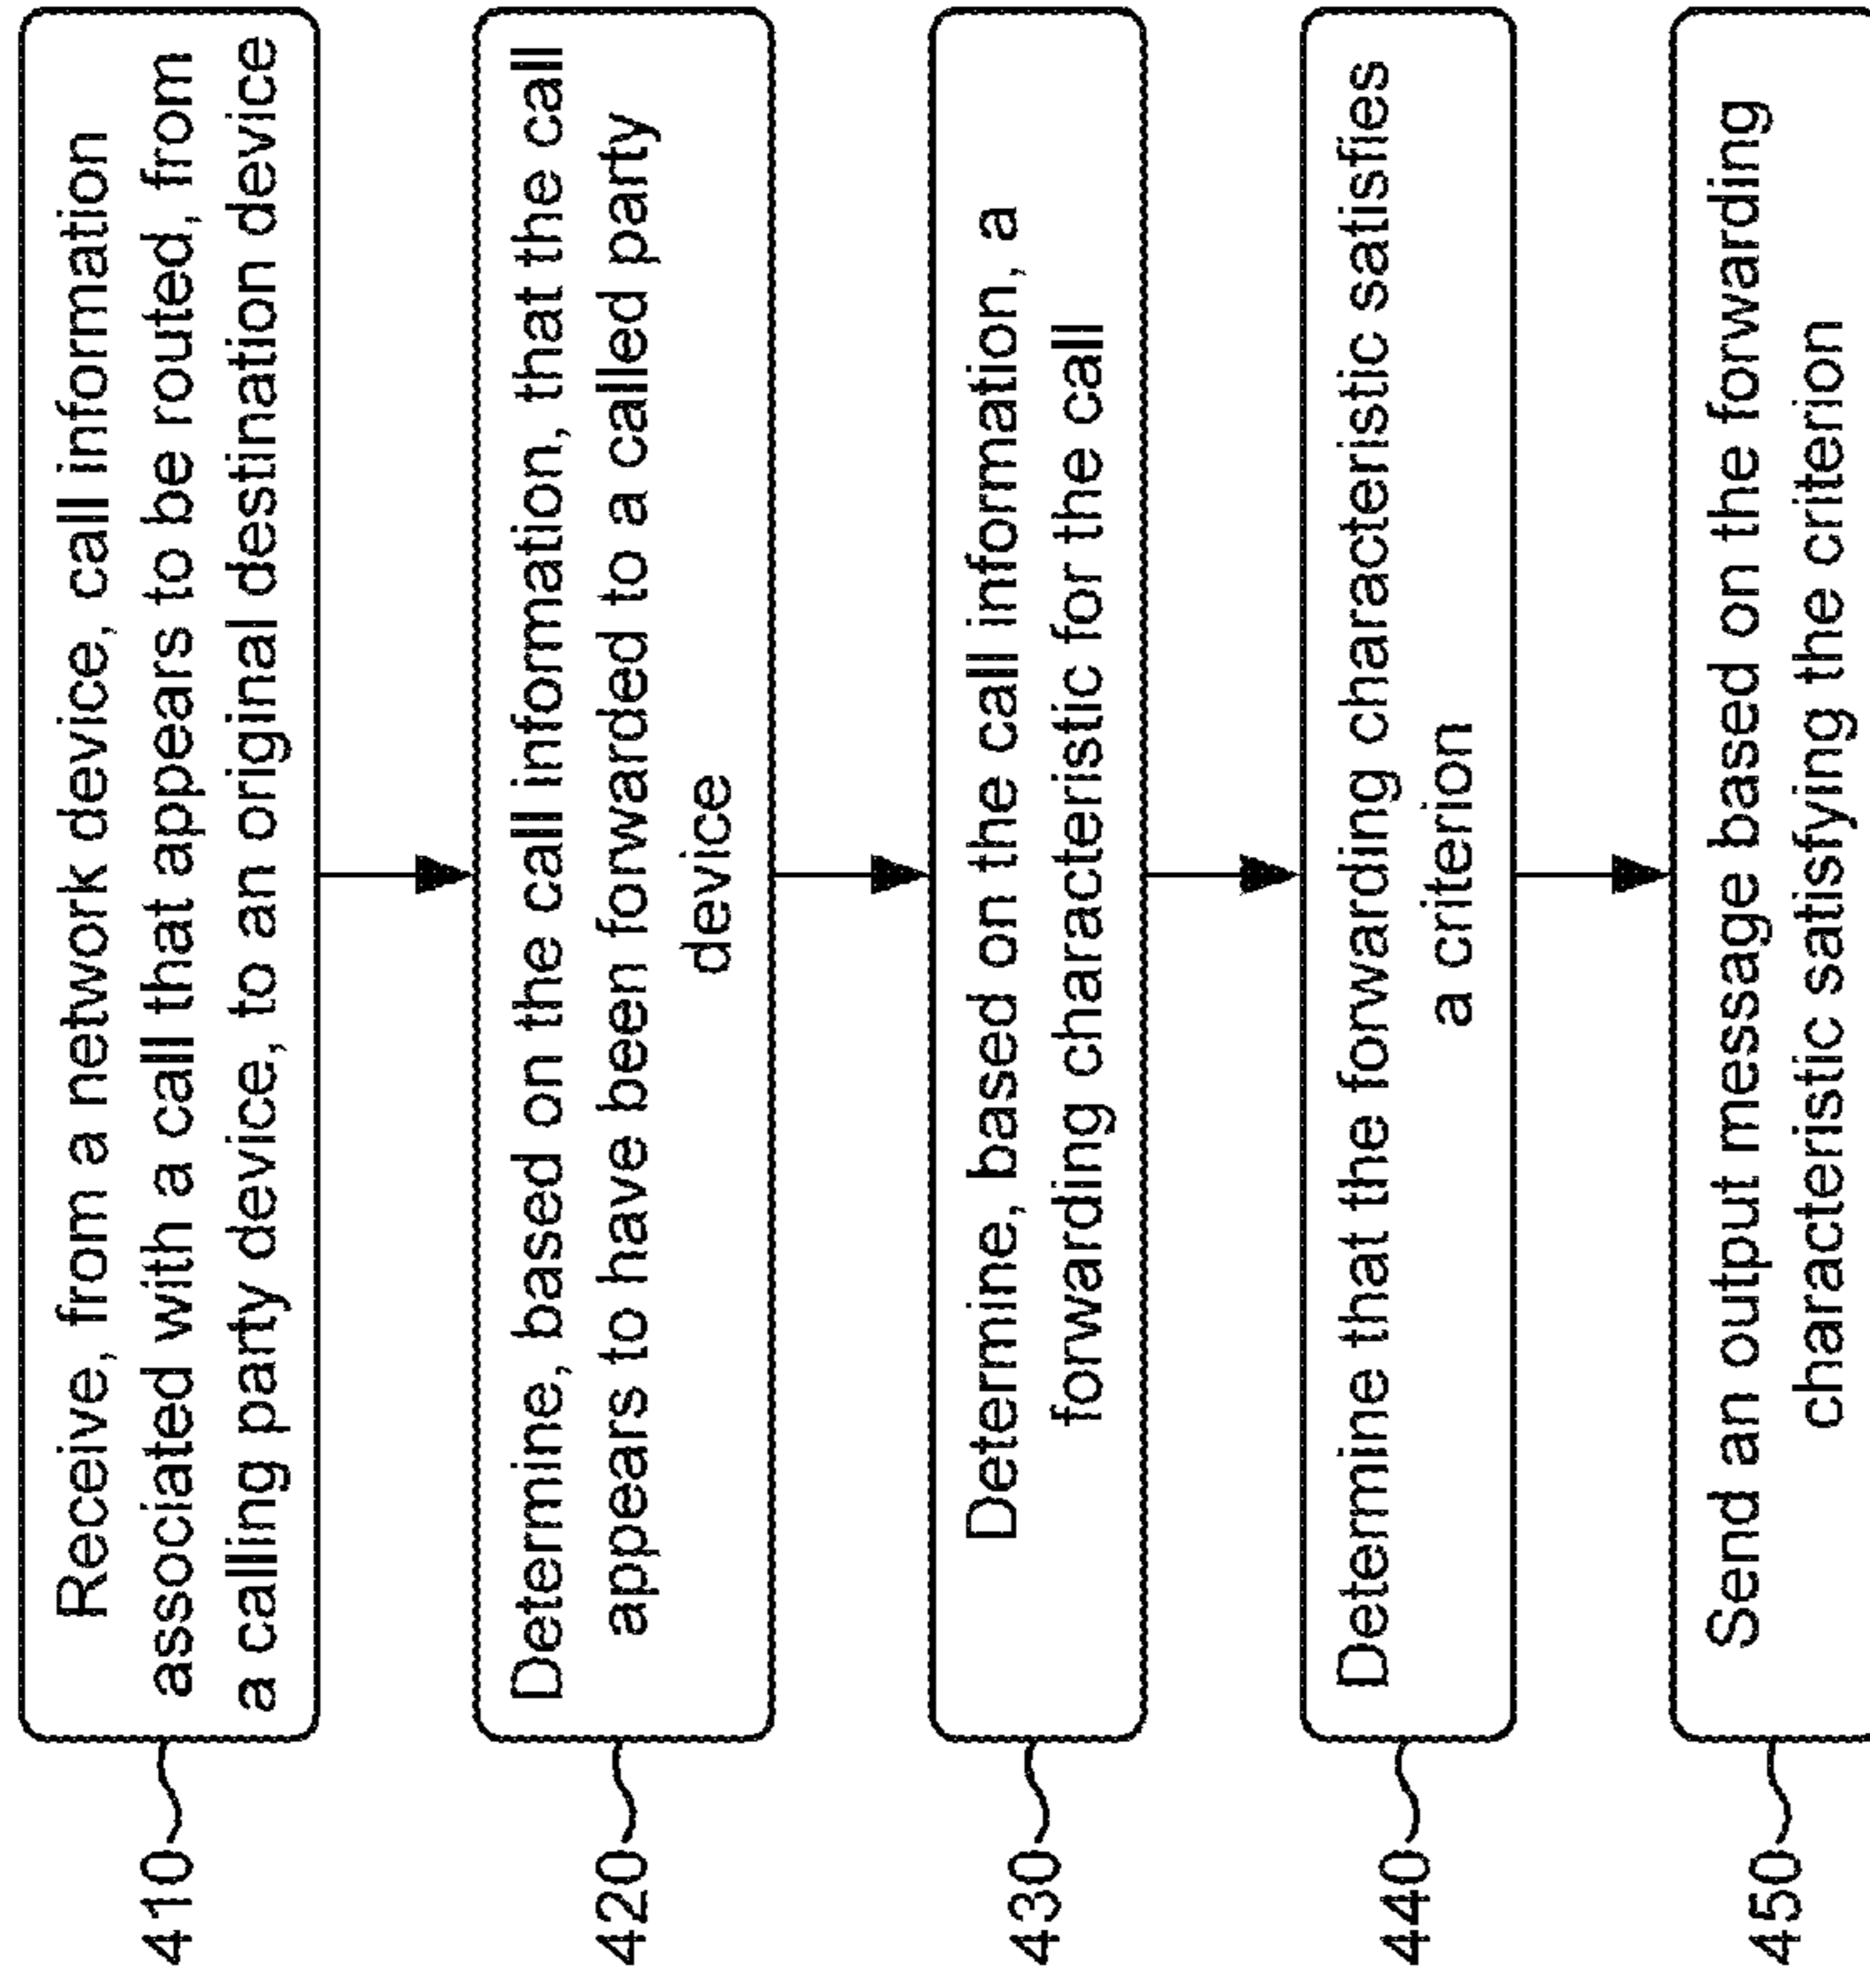 410
Receive, from a network device, call information
associated with a call that appears to be routed, from
a calling party device, to an original destination device
420
Determine, based on the call information, that the call
appears to have been forwarded to a called party
device
430
Determine, based on the call information, a
forwarding characteristic for the call
440
Determine that the forwarding characteristic satisfies
a criterion
450
Send an output message based on the forwarding
characteristic satisfying the criterion